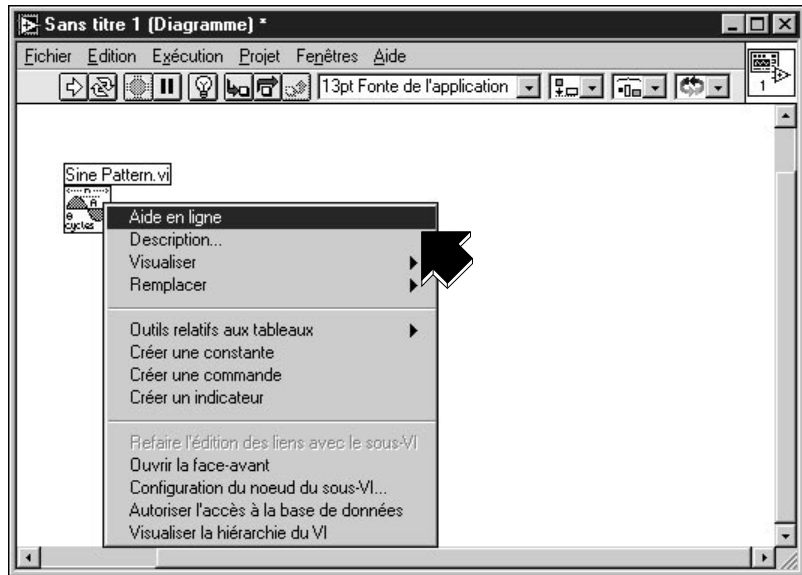 Sans titre 1 (Diagramme) *
Fichier Edition Exécution Projet Fenêtres Aide
13pt Fonte de l'application
1
Sine Pattern.vi
n
A
θ
cycles
Aide en ligne
Description...
Visualiser
Remplacer
Outils relatifs aux tableaux
Créer une constante
Créer une commande
Créer un indicateur
Refaire l'édition des liens avec le sous-VI
Ouvrir la face-avant
Configuration du noeud du sous-VI...
Autoriser l'accès à la base de données
Visualiser la hiérarchie du VI